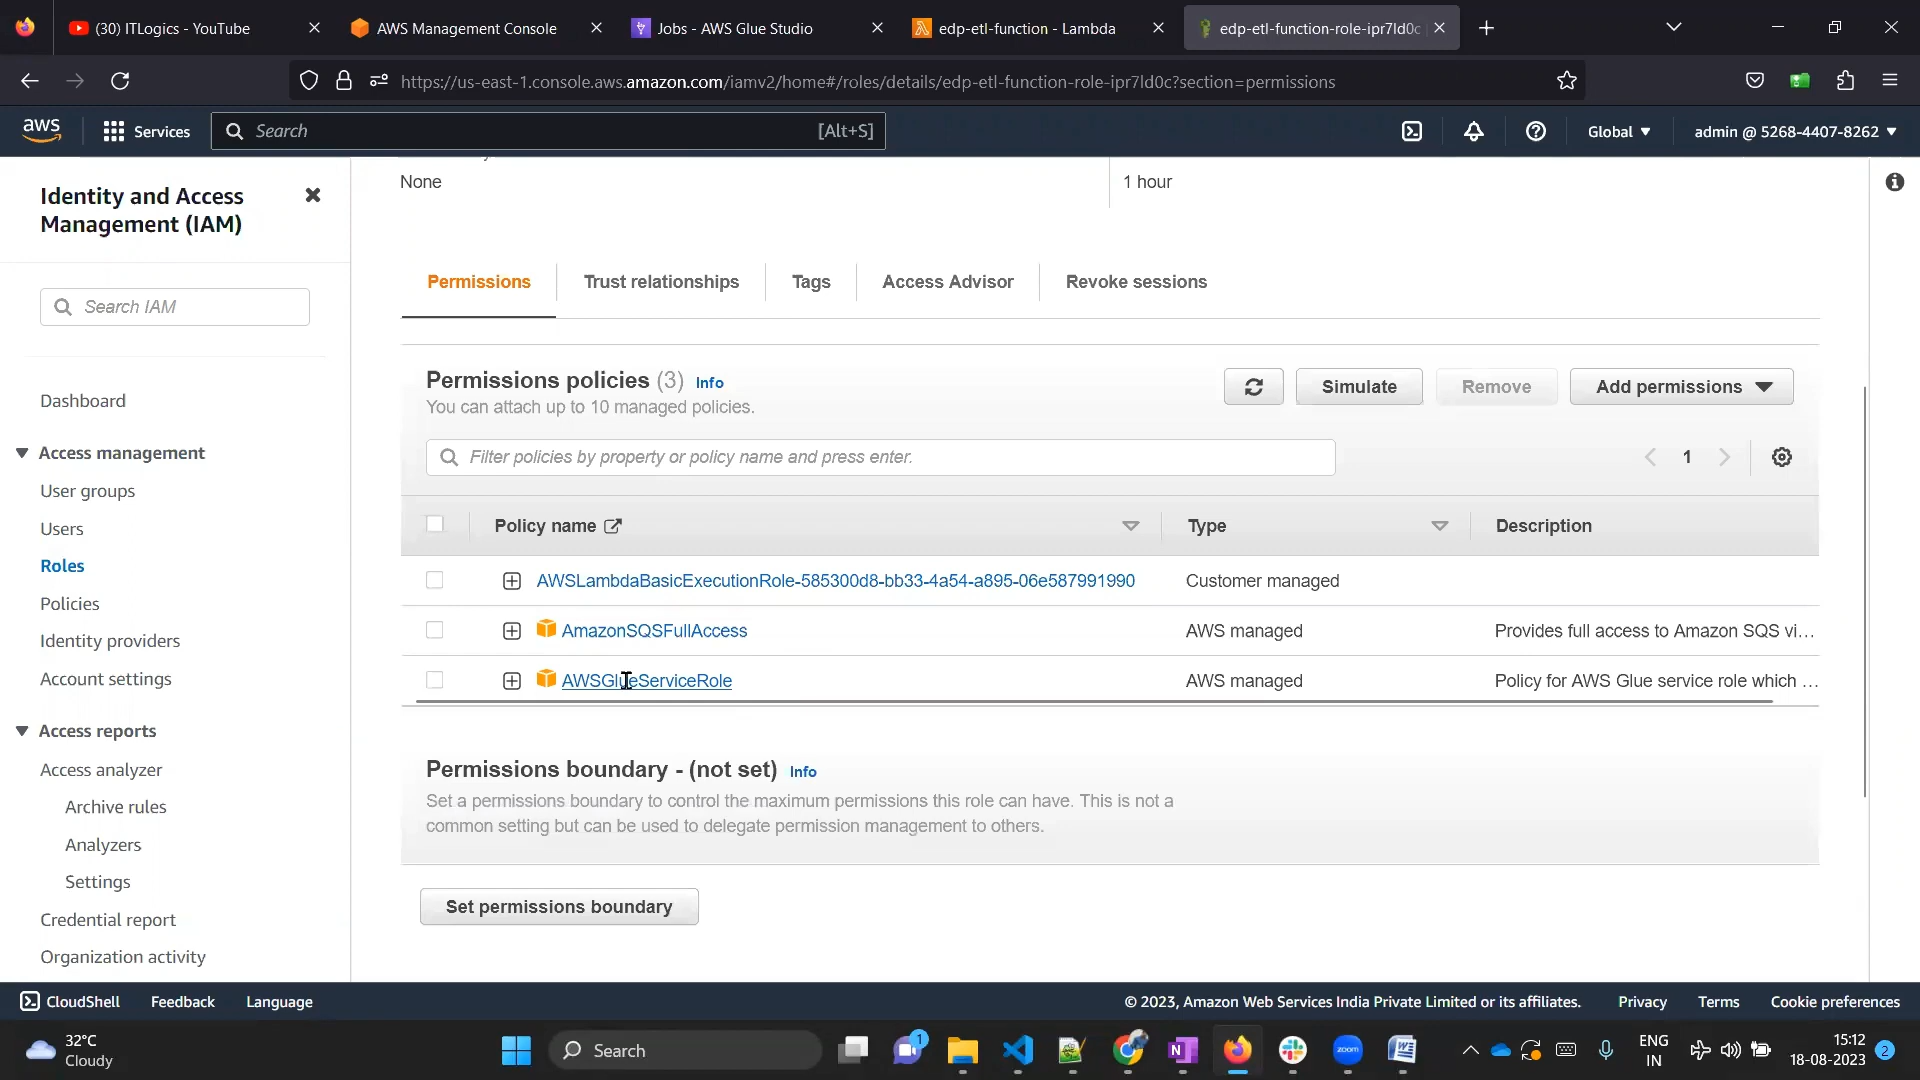 (30) ITLogics - YouTube
AWS Management Console
Jobs - AWS Glue Studio
edp-etl-function - Lambda
edp-etl-function-role-ipr7ld0c
https://us-east-1.console.aws.amazon.com/iamv2/home#/roles/details/edp-etl-function-role-ipr7ld0c?section=permissions
aws
Services
Search
[Alt+S]
Global
admin @ 5268-4407-8262
Identity and Access
Management (IAM)
Search IAM
Dashboard
Access management
User groups
Users
Roles
Policies
Identity providers
Account settings
Access reports
Access analyzer
Archive rules
Analyzers
Settings
Credential report
Organization activity
None
1 hour
Permissions
Trust relationships
Tags
Access Advisor
Revoke sessions
Permissions policies (3) Info
You can attach up to 10 managed policies.
Simulate
Remove
Add permissions
Filter policies by property or policy name and press enter.
1
Policy name
Type
Description
AWSLambdaBasicExecutionRole-585300d8-bb33-4a54-a895-06e587991990
Customer managed
AmazonSQSFullAccess
AWS managed
Provides full access to Amazon SQS vi...
AWSGlueServiceRole
AWS managed
Policy for AWS Glue service role which ...
Permissions boundary - (not set) Info
Set a permissions boundary to control the maximum permissions this role can have. This is not a
common setting but can be used to delegate permission management to others.
Set permissions boundary
CloudShell
Feedback
Language
© 2023, Amazon Web Services India Private Limited or its affiliates.
Privacy
Terms
Cookie preferences
32°C
Cloudy
Search
1
N
zoom
ENG
IN
15:12
18-08-2023
2